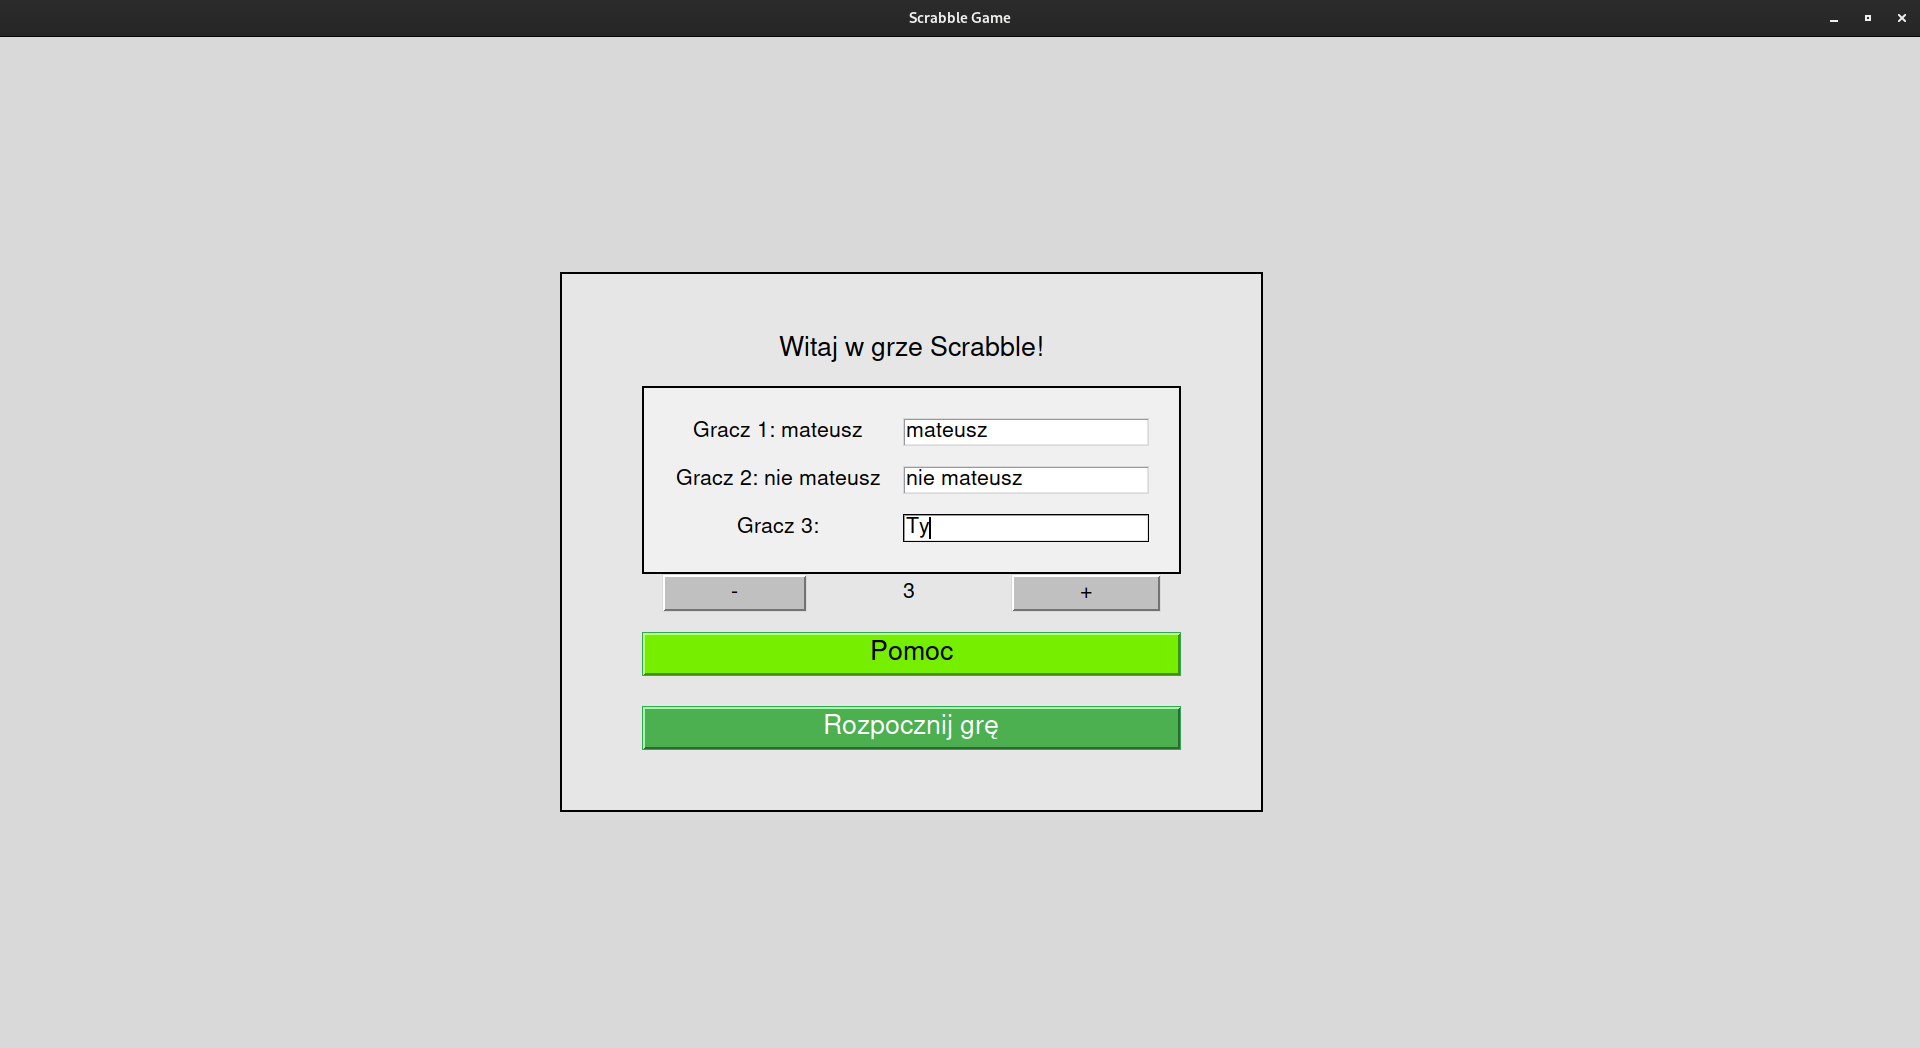 Scrabble Game
Witaj w grze Scrabble!
Gracz 1: mateusz mateusz
Gracz 2: nie mateusz nie mateusz
Gracz 3: Ty
- 3 +
Pomoc
Rozpocznij grę